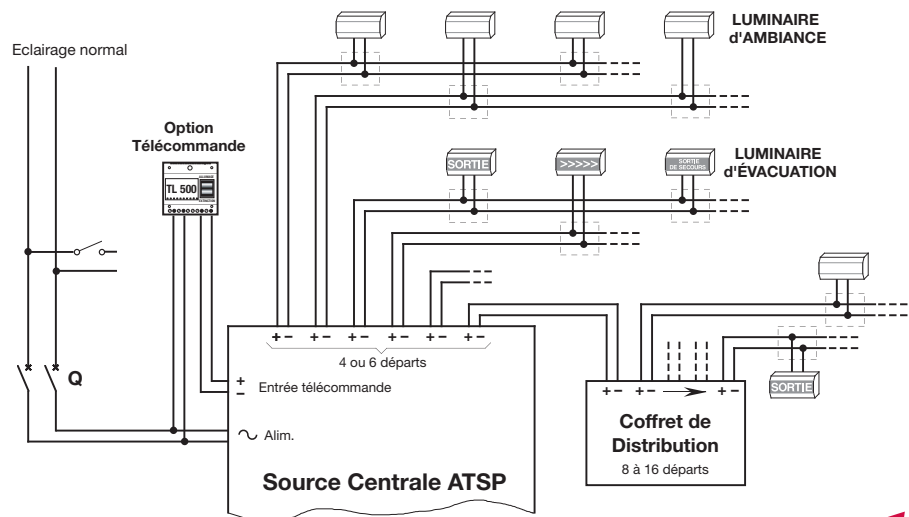 Eclairage normal
LUMINAIRE
d'AMBIANCE
Option
Télécommande
TL 500
SORTIE
>>>>>
SORTIE
DE SECOURS
LUMINAIRE
d'ÉVACUATION
+ - + - + - + - + - + -
4 ou 6 départs
+
-
Entrée télécommande
Q
Alim.
Source Centrale ATSP
+ - + - + -
Coffret de
Distribution
8 à 16 départs
SORTIE